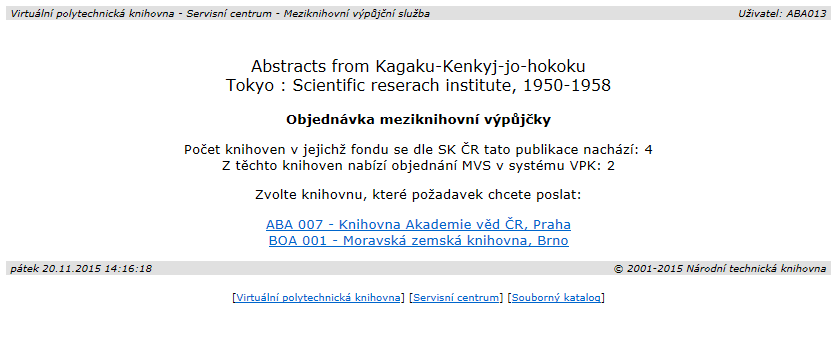 Virtuální polytechnická knihovna - Servisní centrum - Meziknihovní výpůjční služba
Uživatel: ABA013
Abstracts from Kagaku-Kenkyj-jo-hokoku
Tokyo : Scientific reserach institute, 1950-1958
Objednávka meziknihovní výpůjčky
Počet knihoven v jejichž fondu se dle SK ČR tato publikace nachází: 4
Z těchto knihoven nabízí objednání MVS v systému VPK: 2
Zvolte knihovnu, které požadavek chcete poslat:
ABA 007 - Knihovna Akademie věd ČR, Praha
BOA 001 - Moravská zemská knihovna, Brno
pátek 20.11.2015 14:16:18
© 2001-2015 Národní technická knihovna
[Virtuální polytechnická knihovna] [Servisní centrum] [Souborný katalog]